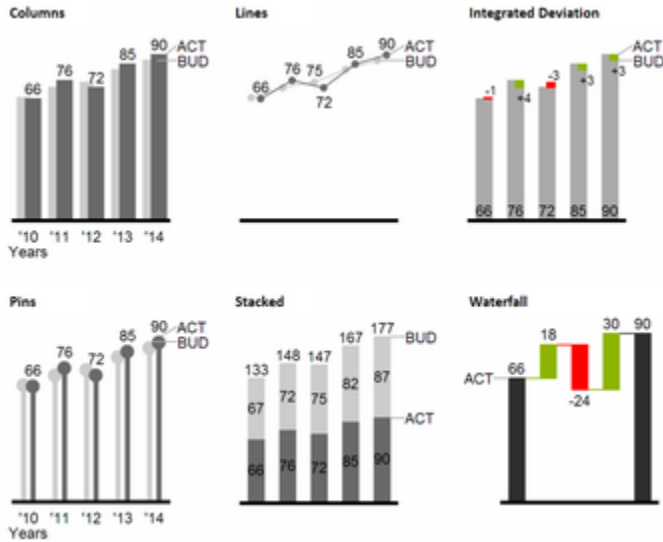 Columns
66
76
72
85
90
ACT
BUD
'10
'11
'12
'13
'14
Years
Lines
66
76
75
72
85
90
ACT
BUD
Integrated Deviation
-1
+4
-3
+3
+3
ACT
BUD
66
76
72
85
90
Pins
66
76
72
85
90
ACT
BUD
'10
'11
'12
'13
'14
Years
Stacked
133
148
147
167
177
BUD
67
72
75
82
87
ACT
66
76
72
85
90
Waterfall
ACT
66
18
-24
30
90